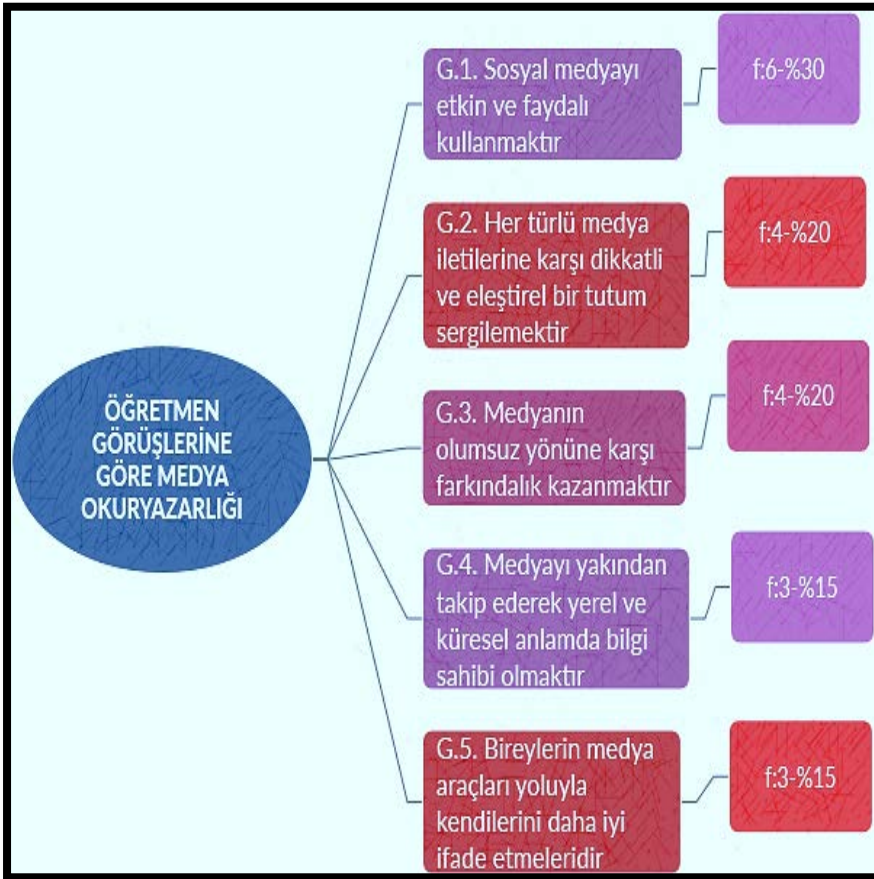 ÖĞRETMEN
GÖRÜŞLERİNE
GÖRE MEDYA
OKURYAZARLIĞI
G.1. Sosyal medyayı
etkin ve faydalı
kullanmaktır
f:6-%30
G.2. Her türlü medya
iletilerine karşı dikkatli
ve eleştirel bir tutum
sergilemektir
f:4-%20
G.3. Medyanın
olumsuz yönüne karşı
farkındalık kazanmaktır
f:4-%20
G.4. Medyayı yakından
takip ederek yerel ve
küresel anlamda bilgi
sahibi olmaktır
f:3-%15
G.5. Bireylerin medya
araçları yoluyla
kendilerini daha iyi
ifade etmeleridir
f:3-%15